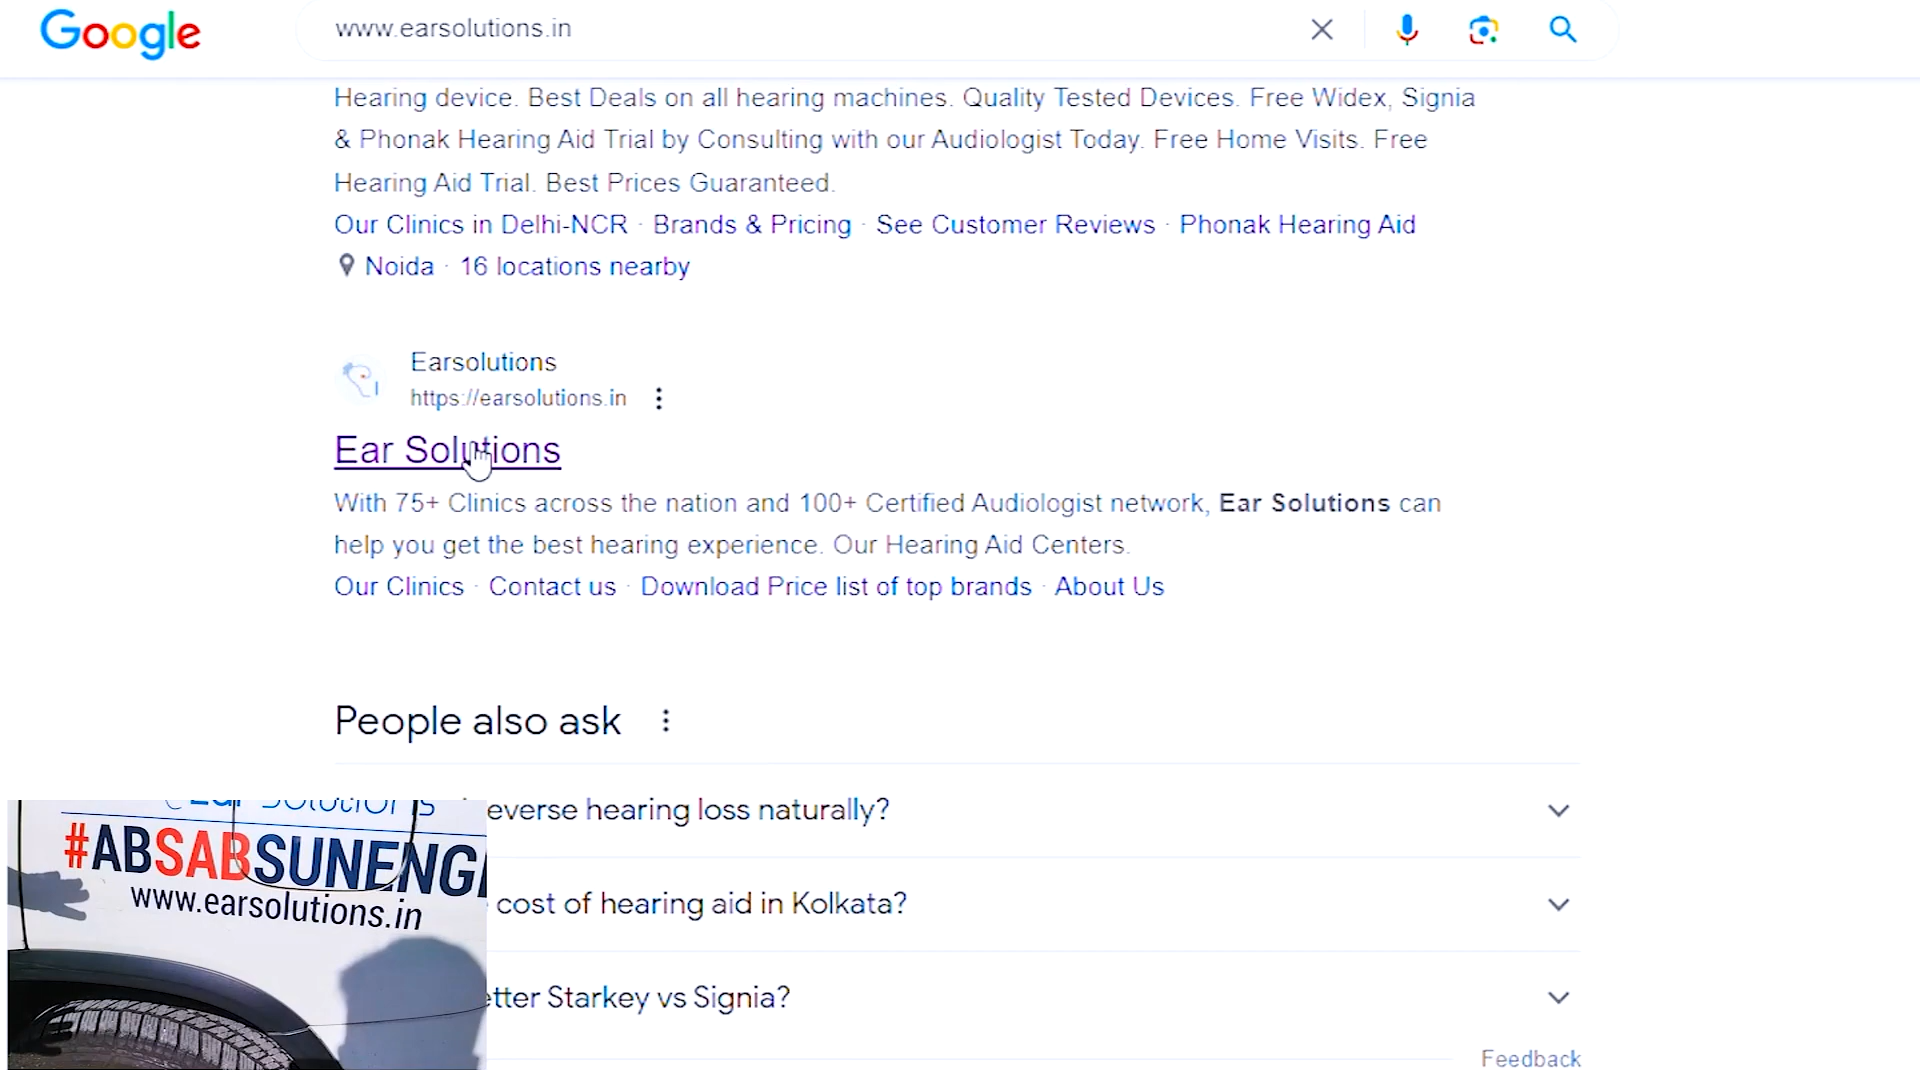 Google
www.earsolutions.in
Hearing device. Best Deals on all hearing machines. Quality Tested Devices. Free Widex, Signia
& Phonak Hearing Aid Trial by Consulting with our Audiologist Today. Free Home Visits. Free
Hearing Aid Trial. Best Prices Guaranteed.
Our Clinics in Delhi-NCR · Brands & Pricing · See Customer Reviews · Phonak Hearing Aid
Noida · 16 locations nearby
Earsolutions
https://earsolutions.in
Ear Solutions
With 75+ Clinics across the nation and 100+ Certified Audiologist network, Ear Solutions can
help you get the best hearing experience. Our Hearing Aid Centers.
Our Clinics · Contact us · Download Price list of top brands · About Us
People also ask
everse hearing loss naturally?
cost of hearing aid in Kolkata?
etter Starkey vs Signia?
Feedback
Ear Solutions
#ABSABSUNENGE
www.earsolutions.in